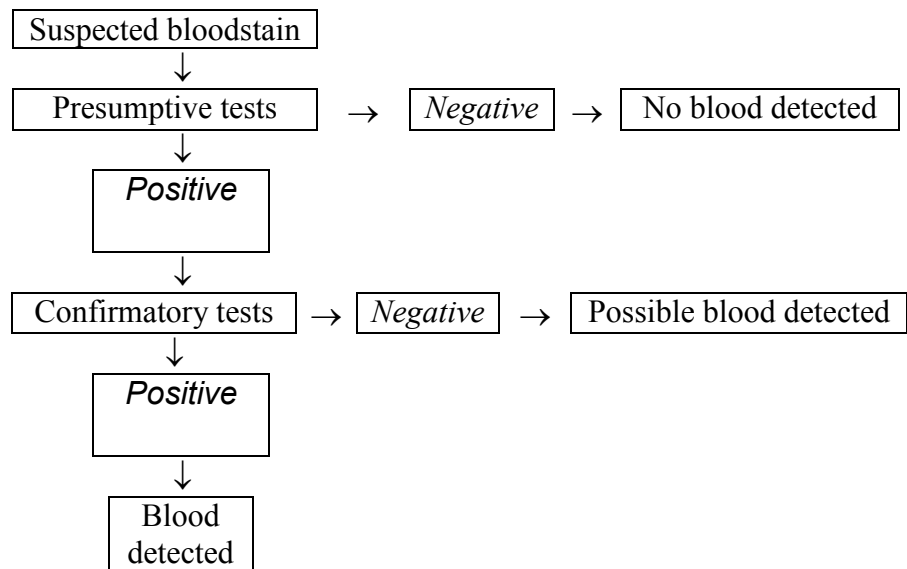 Suspected bloodstain
↓
Presumptive tests → Negative → No blood detected
↓
Positive
↓
Confirmatory tests → Negative → Possible blood detected
↓
Positive
↓
Blood
detected